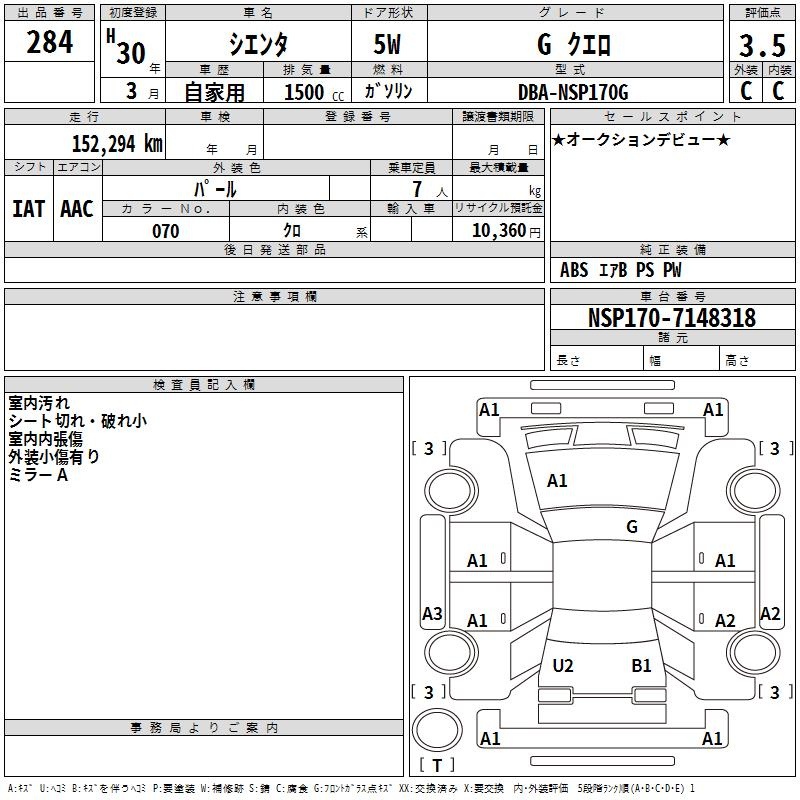 出品番号 初度登録 車名 ドア形状 グレード 評価点
284 H30年 シエンタ 5W G クエロ 3.5
車歴 排気量 燃料 型式 外装 内装
3月 自家用 1500 CC ガソリン DBA-NSP170G C C
走行 車検 登録番号 譲渡書類期限 セールスポイント
152,294 km 年 月 月 日 ★オークションデビュー★
シフト エアコン 外装色 乗車定員 最大積載量
IAT AAC パール 7 人 kg
カラーNo. 内装色 輸入車 リサイクル預託金
070 クロ 系 10,360 円
後日発送部品 純正装備
ABS エアB PS PW
注意事項欄 車台番号
NSP170-7148318
諸元
長さ 幅 高さ
検査員記入欄
室内汚れ
シート切れ・破れ小
室内内張傷
外装小傷有り
ミラーA
A1 A1
[3] [3]
A1
G
A1 A1
A3 A1 A2 A2
U2 B1
[3] [3]
A1 A1
[T]
事務局よりご案内
A:キズ U:ヘコミ B:キズを伴うヘコミ P:要塗装 W:補修跡 S:錆 C:腐食 G:フロントガラス点キズ XX:交換済み X:要交換 内・外装評価 5段階ランク順(A・B・C・D・E) 1